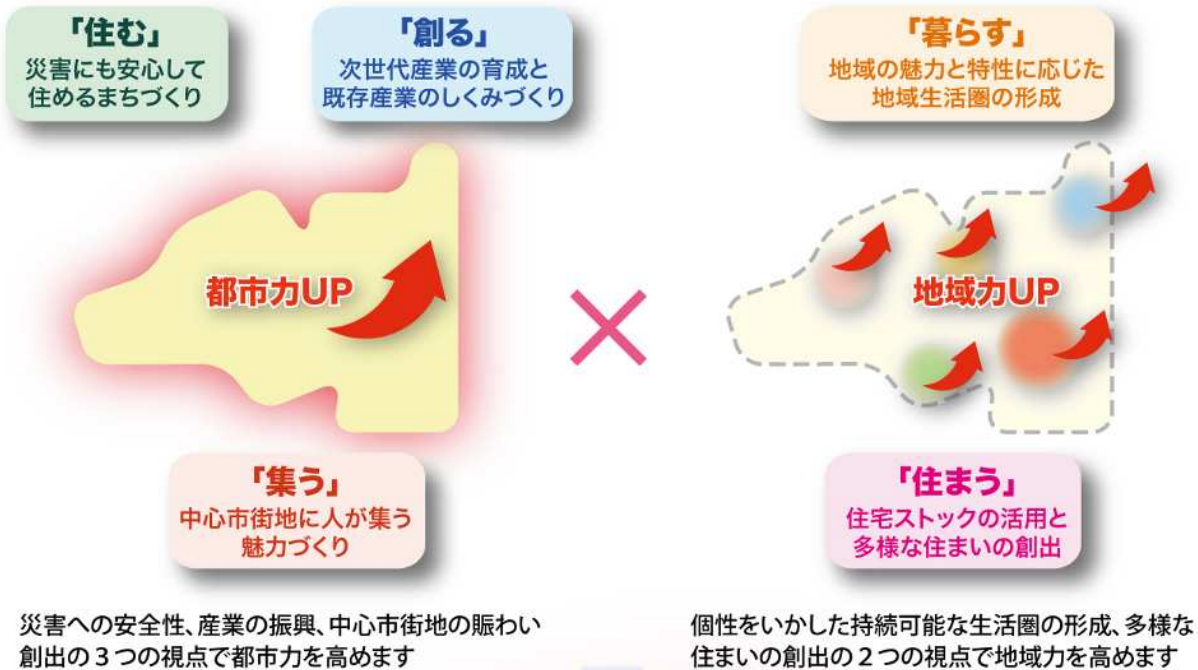 「住む」
災害にも安心して
住めるまちづくり
「創る」
次世代産業の育成と
既存産業のしくみづくり
都市力UP
「集う」
中心市街地に人が集う
魅力づくり
災害への安全性、産業の振興、中心市街地の賑わい
創出の3つの視点で都市力を高めます
×
「暮らす」
地域の魅力と特性に応じた
地域生活圏の形成
地域力UP
「住まう」
住宅ストックの活用と
多様な住まいの創出
個性をいかした持続可能な生活圏の形成、多様な
住まいの創出の2つの視点で地域力を高めます